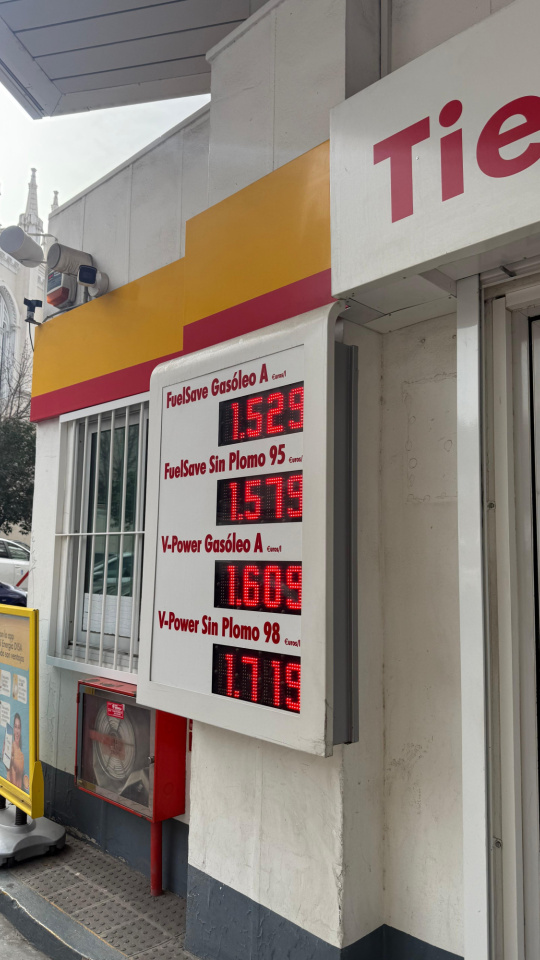 Tie
FuelSave Gasóleo A €uros/l
1.529
FuelSave Sin Plomo 95 €uros/l
1.579
V-Power Gasóleo A €uros/l
1.609
V-Power Sin Plomo 98 €uros/l
1.719